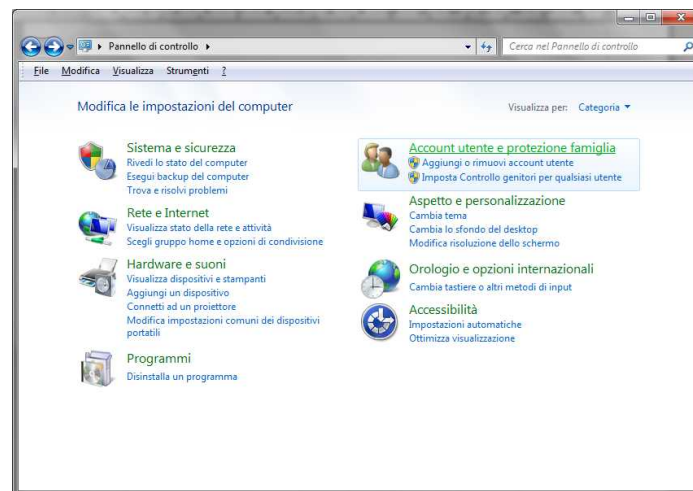 Pannello di controllo
Cerca nel Pannello di controllo
File Modifica Visualizza Strumenti ?
Modifica le impostazioni del computer
Visualizza per: Categoria
Sistema e sicurezza
Rivedi lo stato del computer
Esegui backup del computer
Trova e risolvi problemi
Rete e Internet
Visualizza stato della rete e attività
Scegli gruppo home e opzioni di condivisione
Hardware e suoni
Visualizza dispositivi e stampanti
Aggiungi un dispositivo
Connetti ad un proiettore
Modifica impostazioni comuni dei dispositivi
portatili
Programmi
Disinstalla un programma
Account utente e protezione famiglia
Aggiungi o rimuovi account utente
Imposta Controllo genitori per qualsiasi utente
Aspetto e personalizzazione
Cambia tema
Cambia lo sfondo del desktop
Modifica risoluzione dello schermo
Orologio e opzioni internazionali
Cambia tastiere o altri metodi di input
Accessibilità
Impostazioni automatiche
Ottimizza visualizzazione